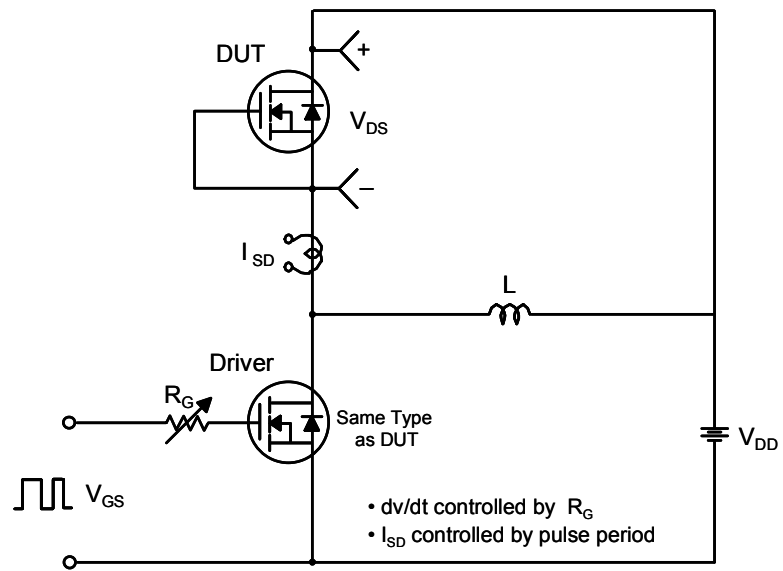 DUT
+
V_DS
–
I_SD
L
Driver
R_G
Same Type
as DUT
V_DD
V_GS
• dv/dt controlled by R_G
• I_SD controlled by pulse period